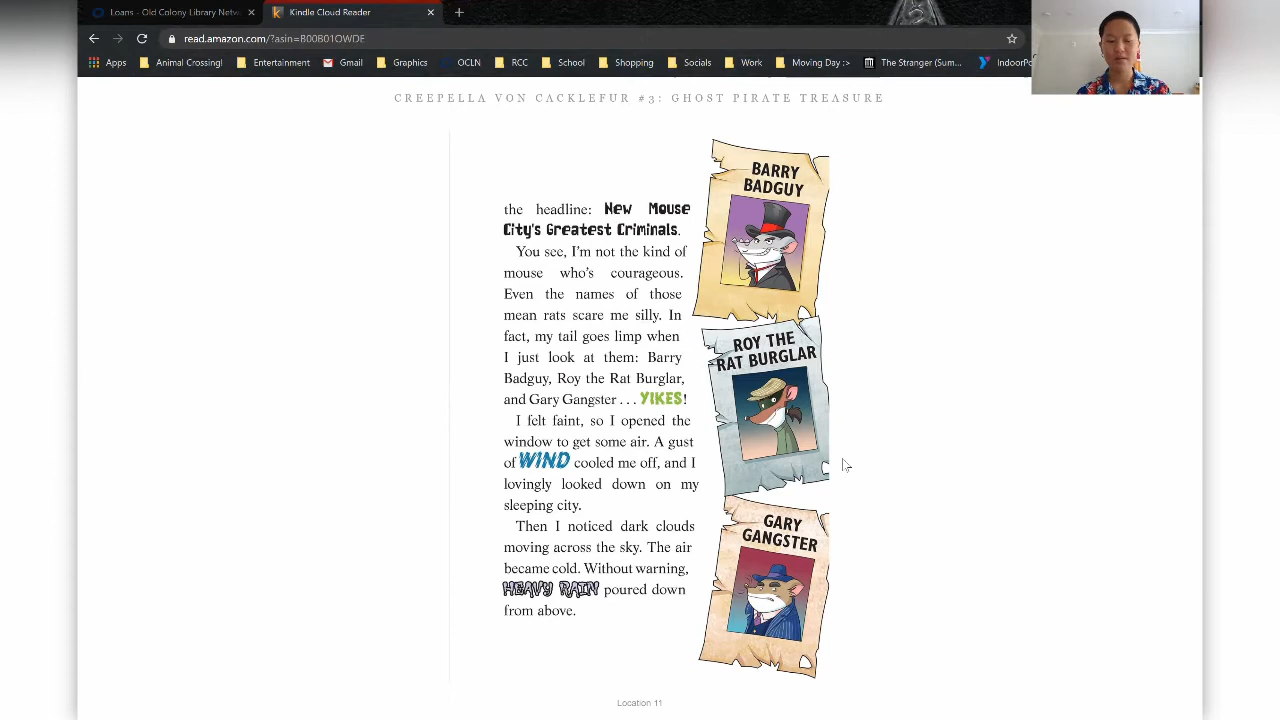 Loans - Old Colony Library Netw
Kindle Cloud Reader
read.amazon.com/?asin=B00B01OWDE
Apps
Animal Crossing!
Entertainment
Gmail
Graphics
OCLN
RCC
School
Shopping
Socials
Work
Moving Day :>
The Stranger (Sum...
IndoorPo
CREEPELLA VON CACKLEFUR #3: GHOST PIRATE TREASURE
the headline: New Mouse
City's Greatest Criminals.
You see, I'm not the kind of
mouse who's courageous.
Even the names of those
mean rats scare me silly. In
fact, my tail goes limp when
I just look at them: Barry
Badguy, Roy the Rat Burglar,
and Gary Gangster . . . YIKES!
I felt faint, so I opened the
window to get some air. A gust
of WIND cooled me off, and I
lovingly looked down on my
sleeping city.
Then I noticed dark clouds
moving across the sky. The air
became cold. Without warning,
HEAVY RAIN poured down
from above.
BARRY
BADGUY
ROY THE
RAT BURGLAR
GARY
GANGSTER
Location 11